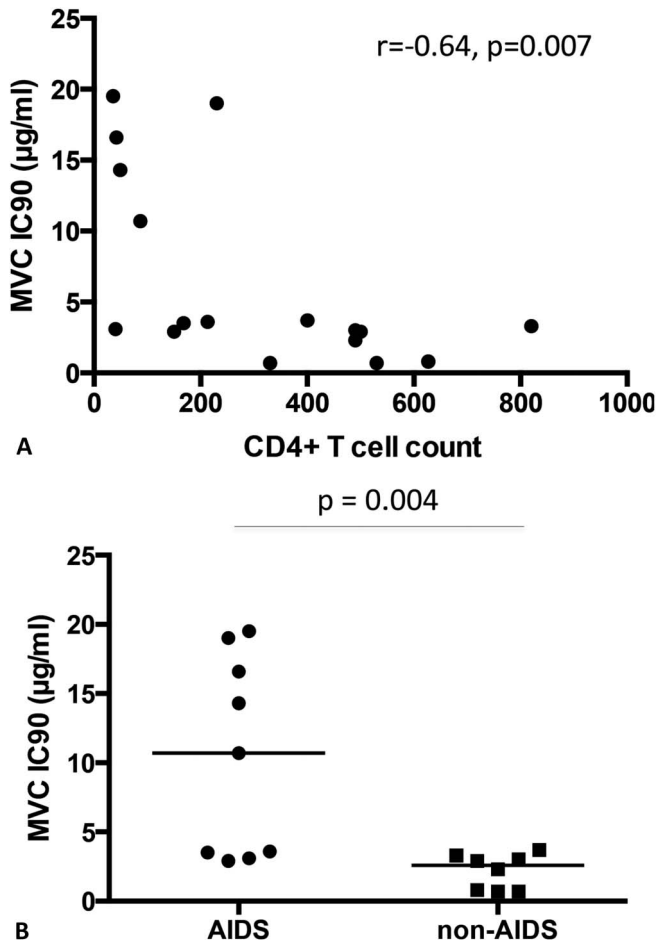 25
r=-0.64, p=0.007
20
15
10
5
0
MVC IC90 (µg/ml)
0 200 400 600 800 1000
A CD4+ T cell count
p = 0.004
25
20
15
10
5
0
MVC IC90 (µg/ml)
B AIDS non-AIDS